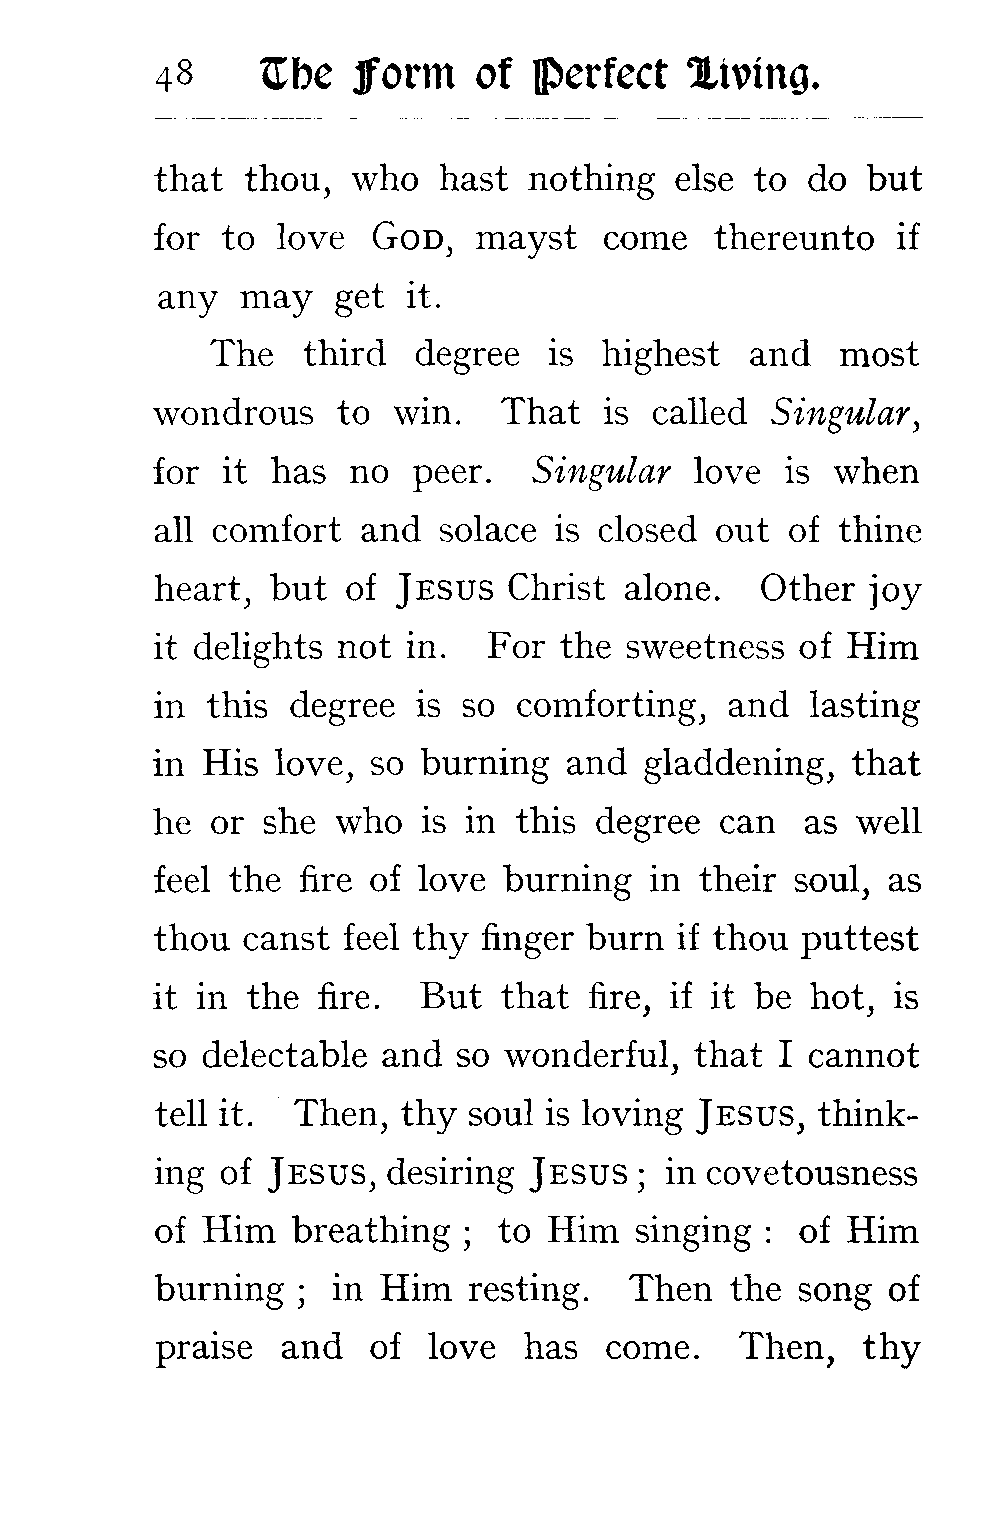 48 The Form of Perfect Living.
that thou, who hast nothing else to do but
for to love GOD, mayst come thereunto if
any may get it.
The third degree is highest and most
wondrous to win. That is called Singular,
for it has no peer. Singular love is when
all comfort and solace is closed out of thine
heart, but of JESUS Christ alone. Other joy
it delights not in. For the sweetness of Him
in this degree is so comforting, and lasting
in His love, so burning and gladdening, that
he or she who is in this degree can as well
feel the fire of love burning in their soul, as
thou canst feel thy finger burn if thou puttest
it in the fire. But that fire, if it be hot, is
so delectable and so wonderful, that I cannot
tell it. Then, thy soul is loving JESUS, think-
ing of JESUS, desiring JESUS ; in covetousness
of Him breathing ; to Him singing : of Him
burning ; in Him resting. Then the song of
praise and of love has come. Then, thy